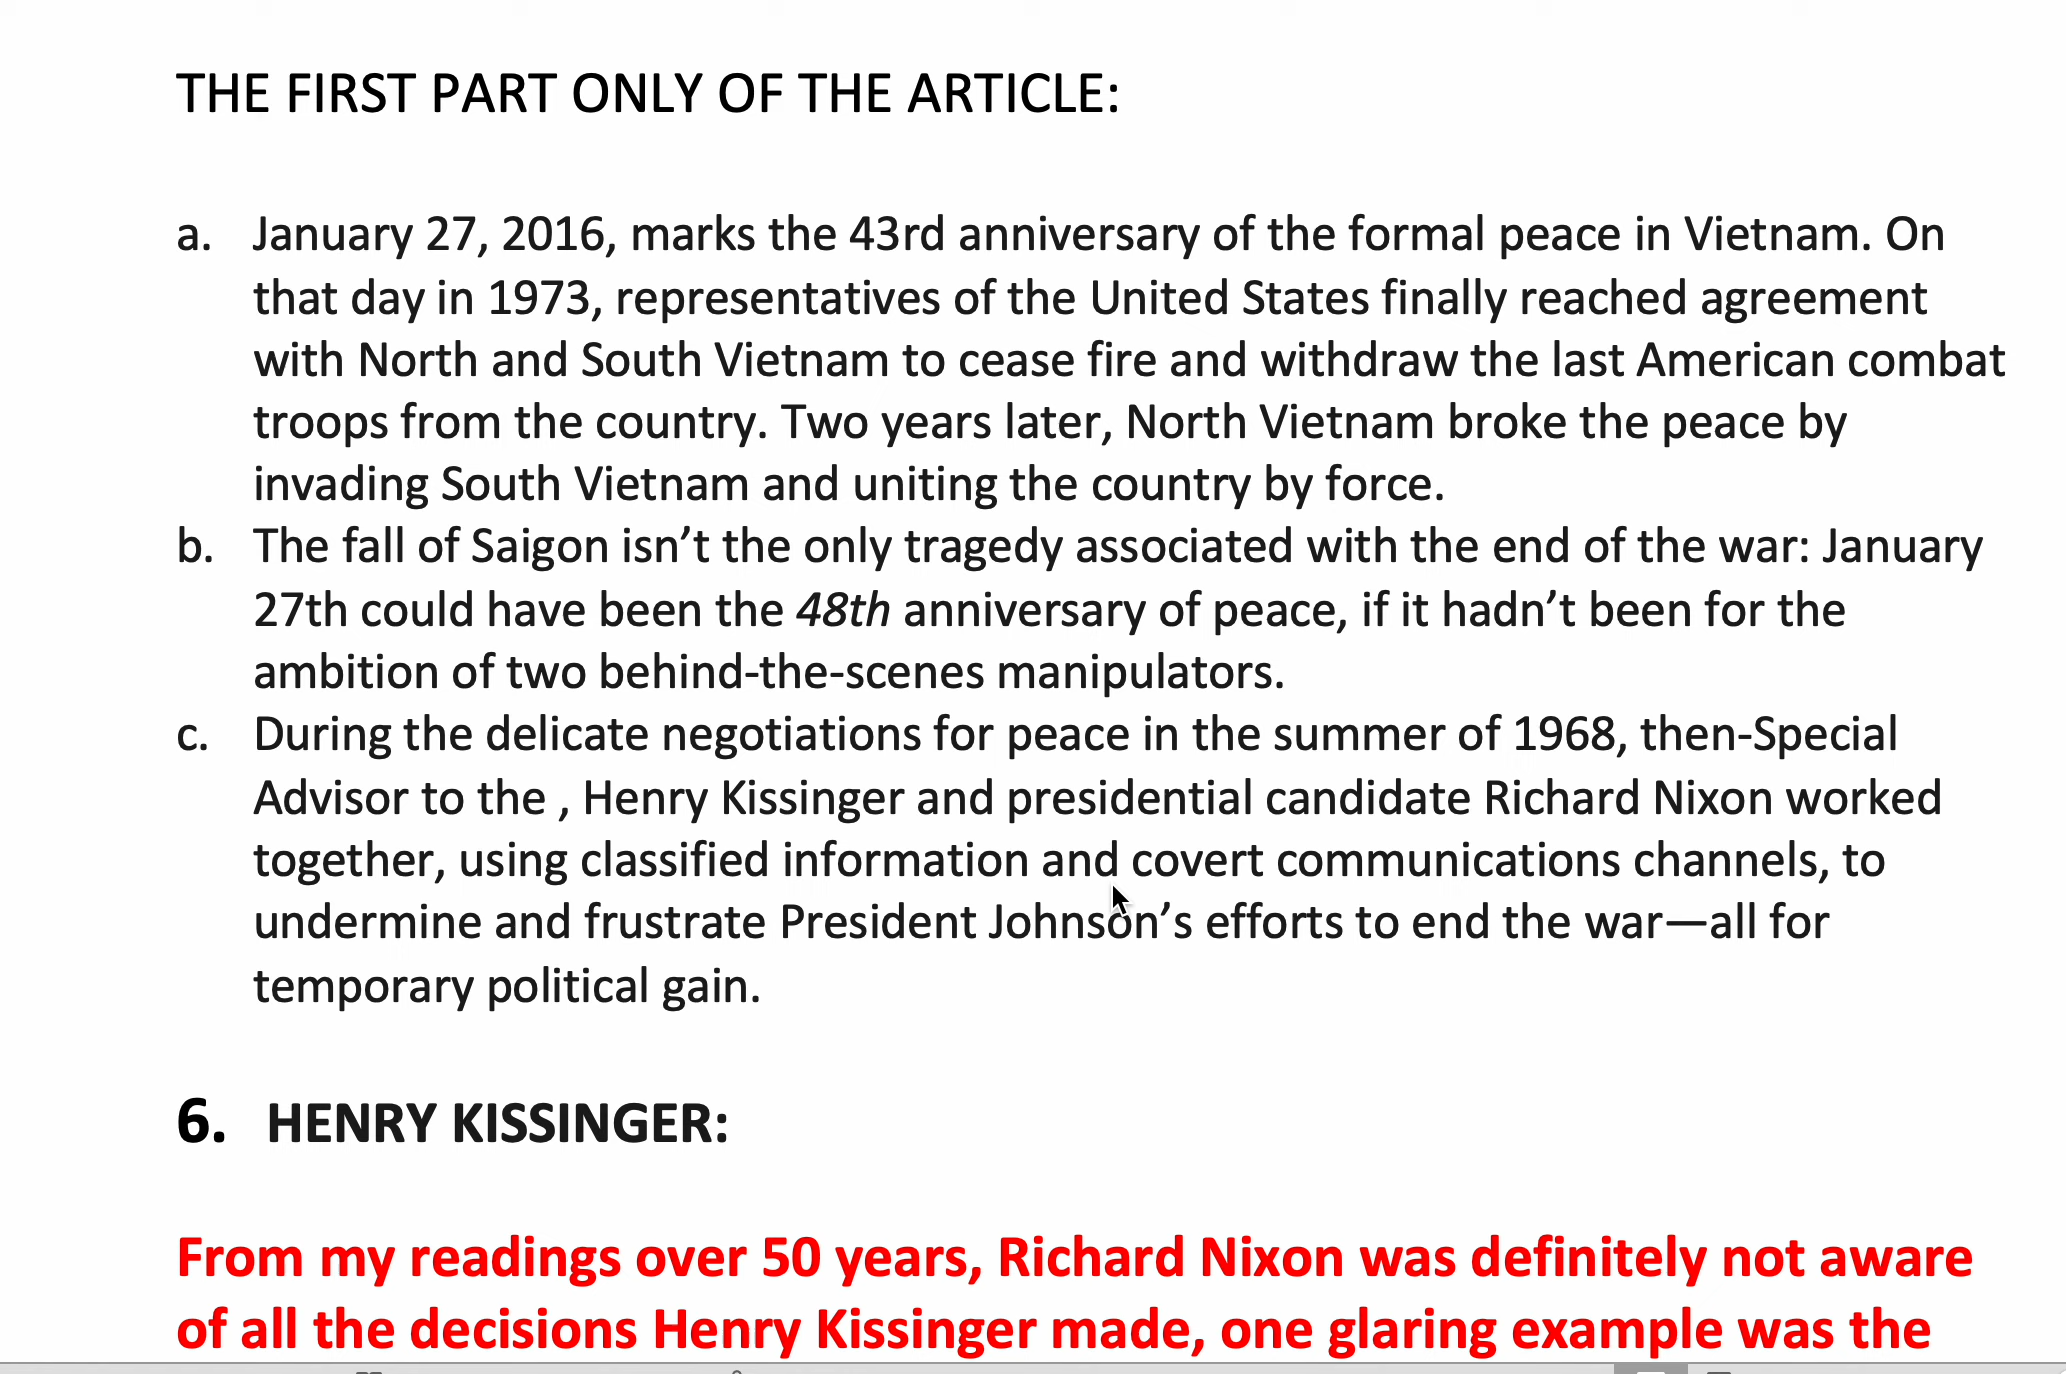 THE FIRST PART ONLY OF THE ARTICLE:
a. January 27, 2016, marks the 43rd anniversary of the formal peace in Vietnam. On
that day in 1973, representatives of the United States finally reached agreement
with North and South Vietnam to cease fire and withdraw the last American combat
troops from the country. Two years later, North Vietnam broke the peace by
invading South Vietnam and uniting the country by force.
b. The fall of Saigon isn’t the only tragedy associated with the end of the war: January
27th could have been the 48th anniversary of peace, if it hadn’t been for the
ambition of two behind-the-scenes manipulators.
c. During the delicate negotiations for peace in the summer of 1968, then-Special
Advisor to the , Henry Kissinger and presidential candidate Richard Nixon worked
together, using classified information and covert communications channels, to
undermine and frustrate President Johnson’s efforts to end the war—all for
temporary political gain.
6. HENRY KISSINGER:
From my readings over 50 years, Richard Nixon was definitely not aware
of all the decisions Henry Kissinger made, one glaring example was the